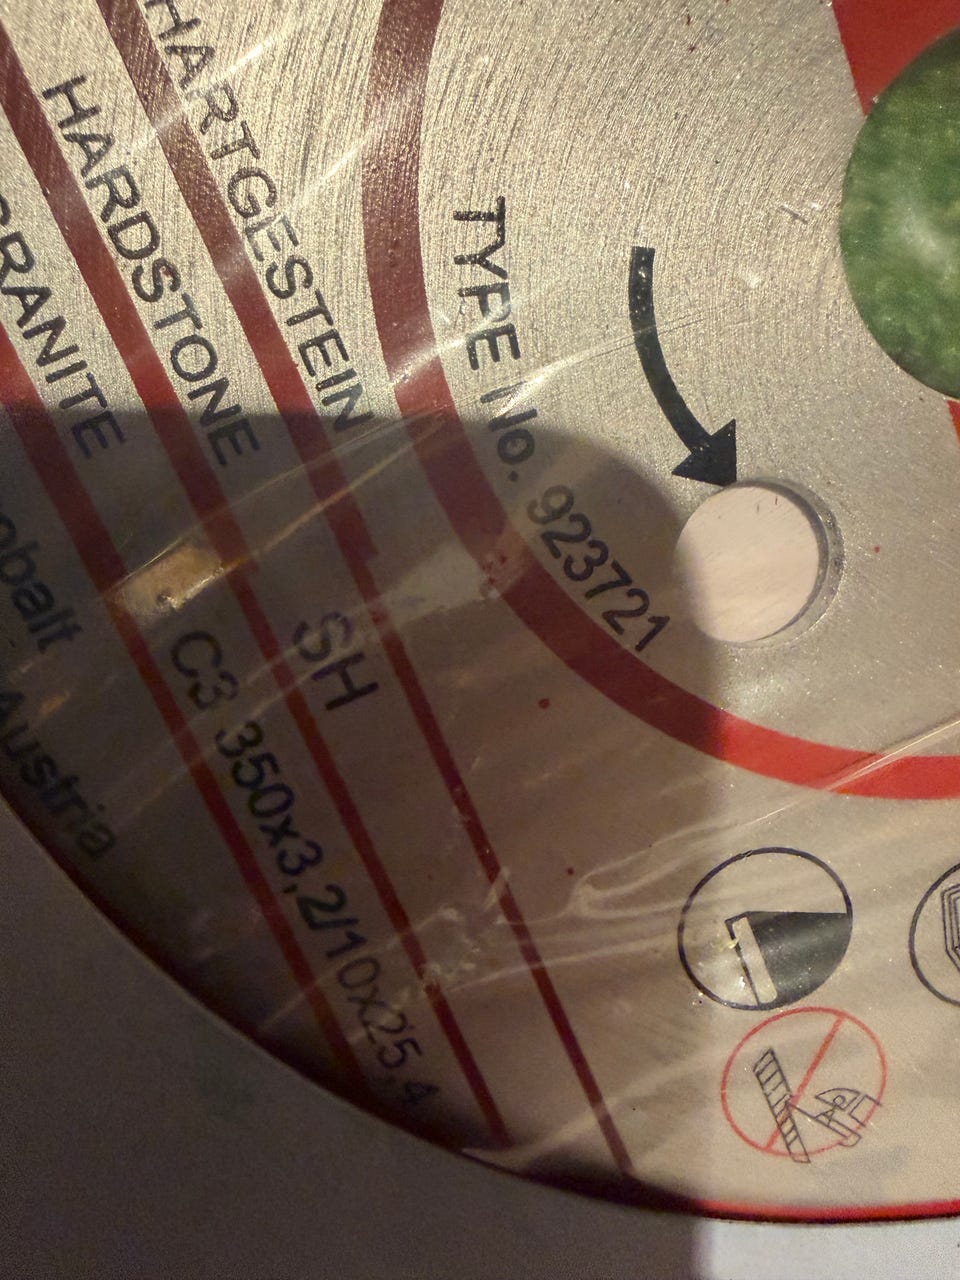 HARTGESTEIN
HARDSTONE
GRANITE
TYPE No. 923721
SH
C3 350x3,2/10x25,4
Austria